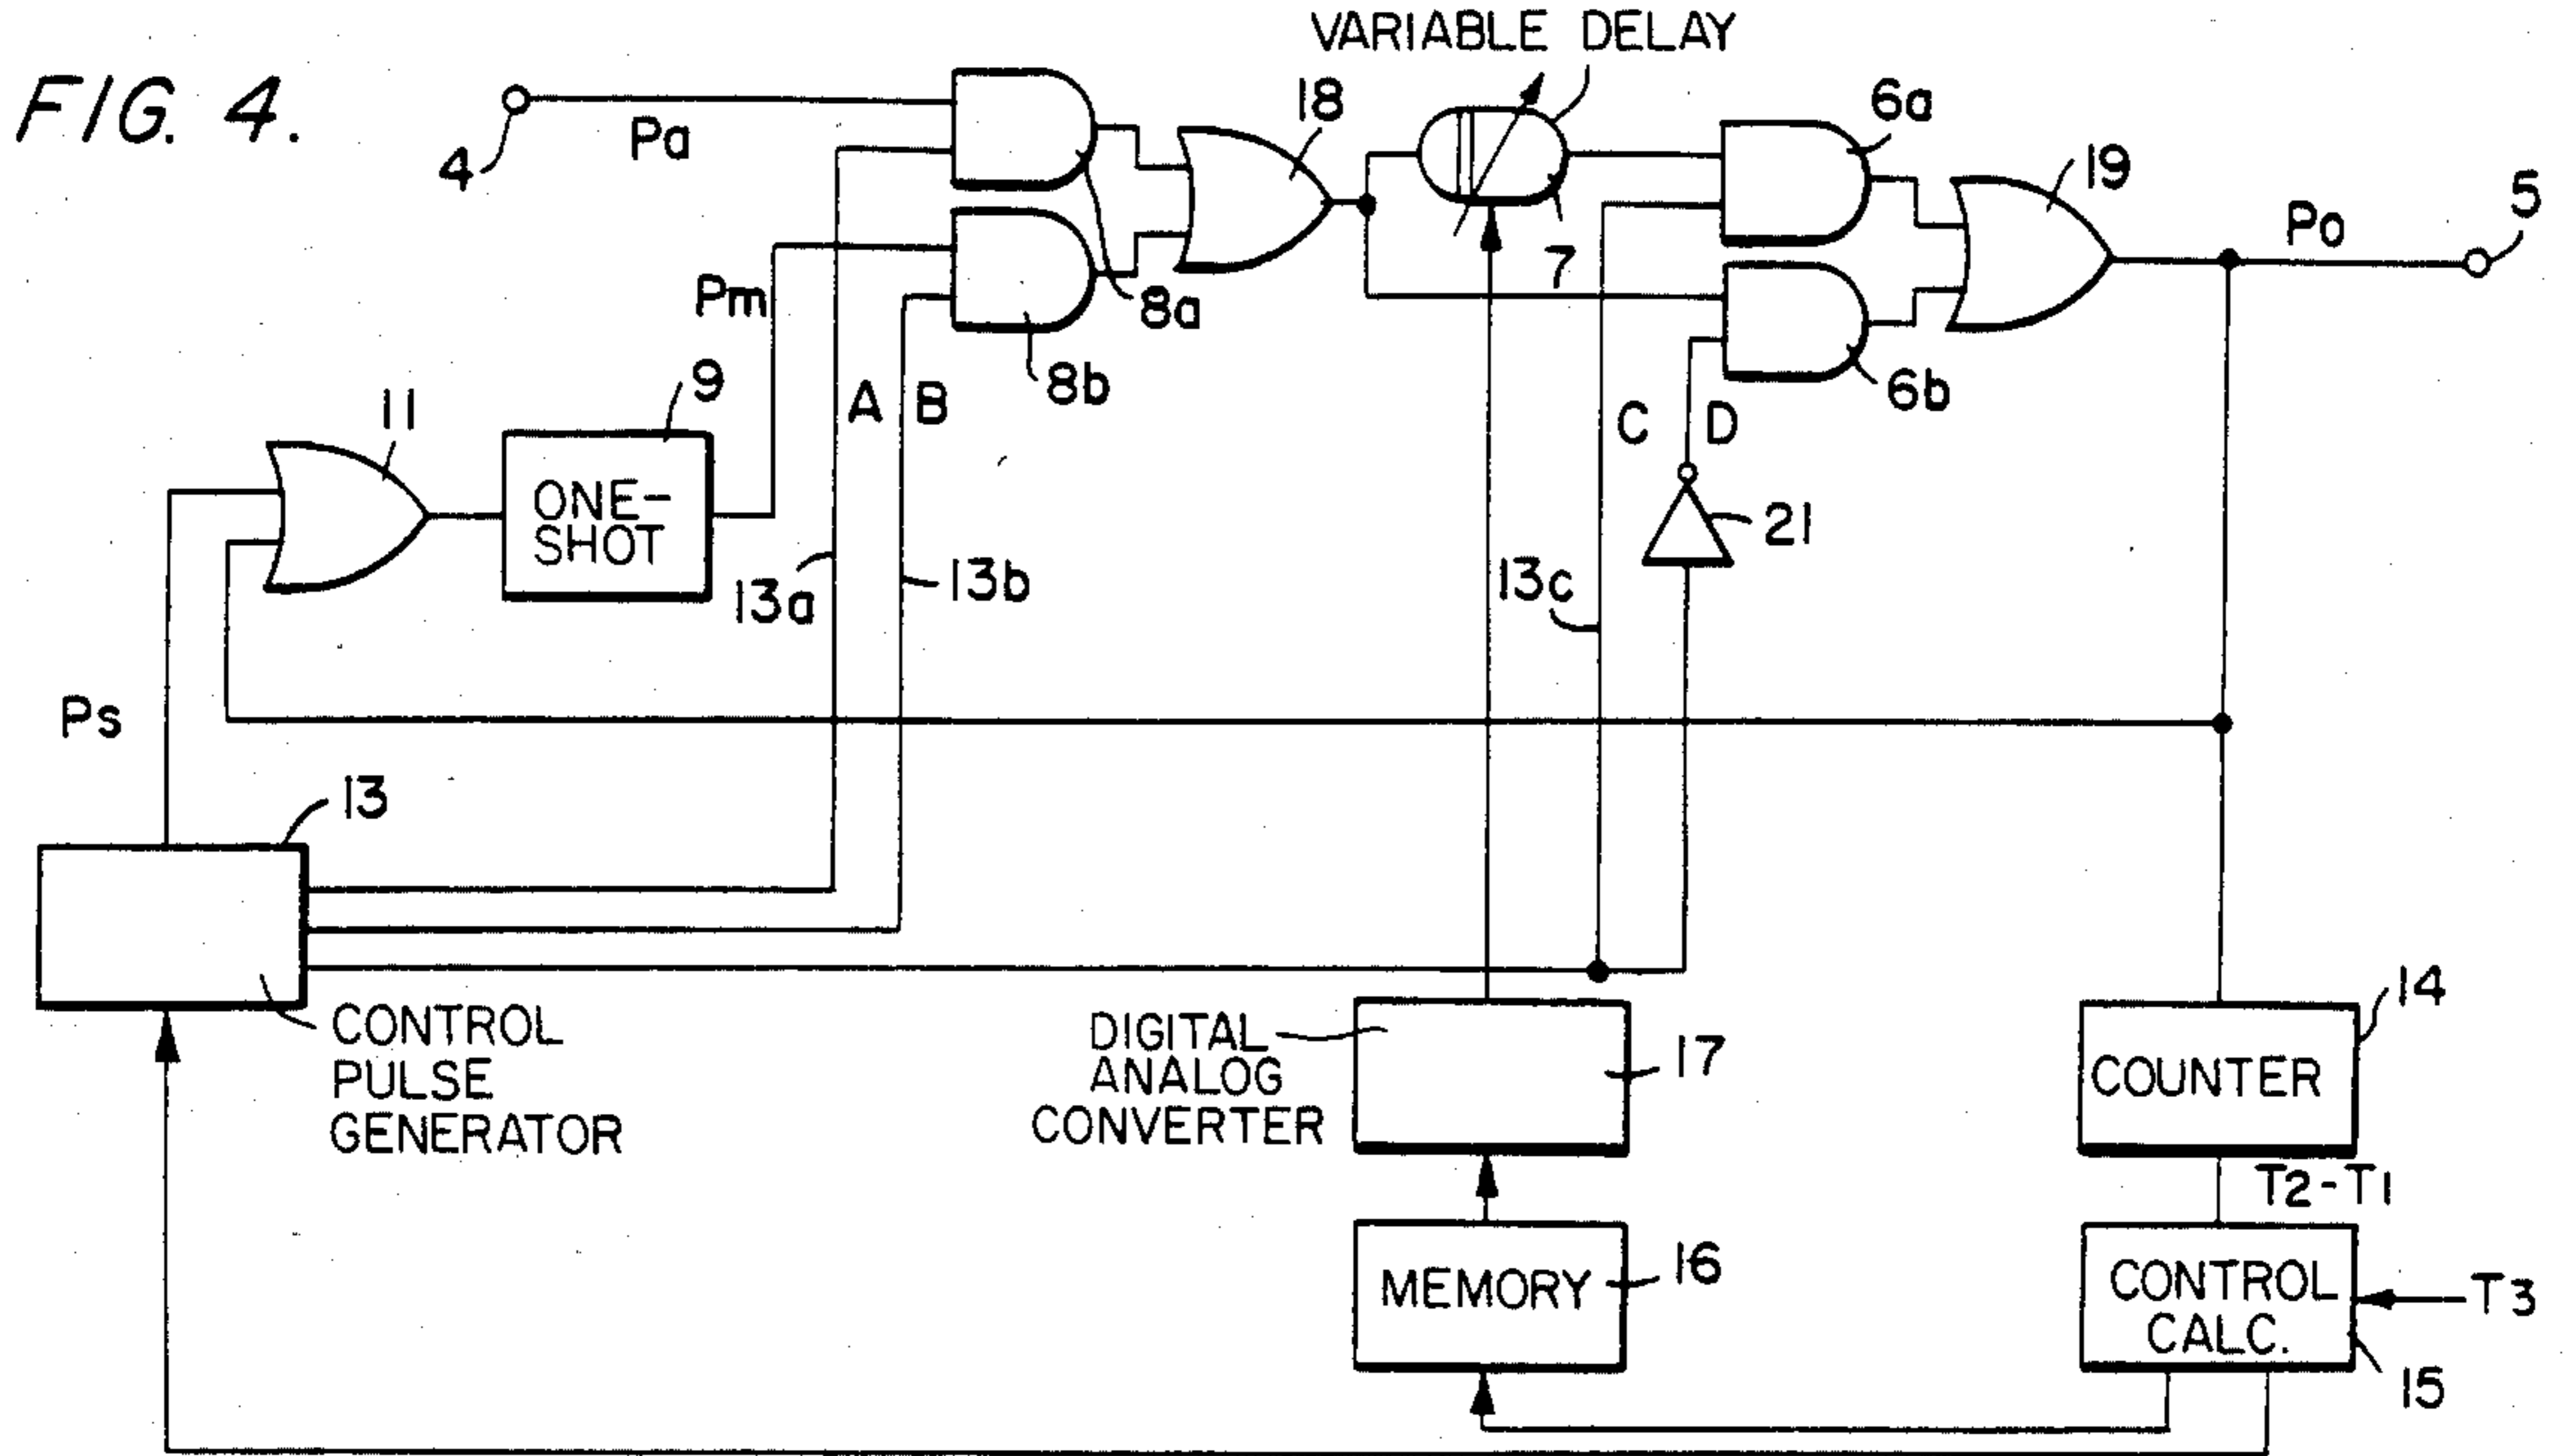 FIG. 4.
VARIABLE DELAY
4
Pa
18
6a
19
5
Po
7
8a
Pm
8b
6b
9
11
A
B
C
D
ONE-
SHOT
21
13a
13b
13c
Ps
13
CONTROL
PULSE
GENERATOR
DIGITAL
ANALOG
CONVERTER
17
14
COUNTER
T2-T1
MEMORY
16
CONTROL
CALC.
T3
15